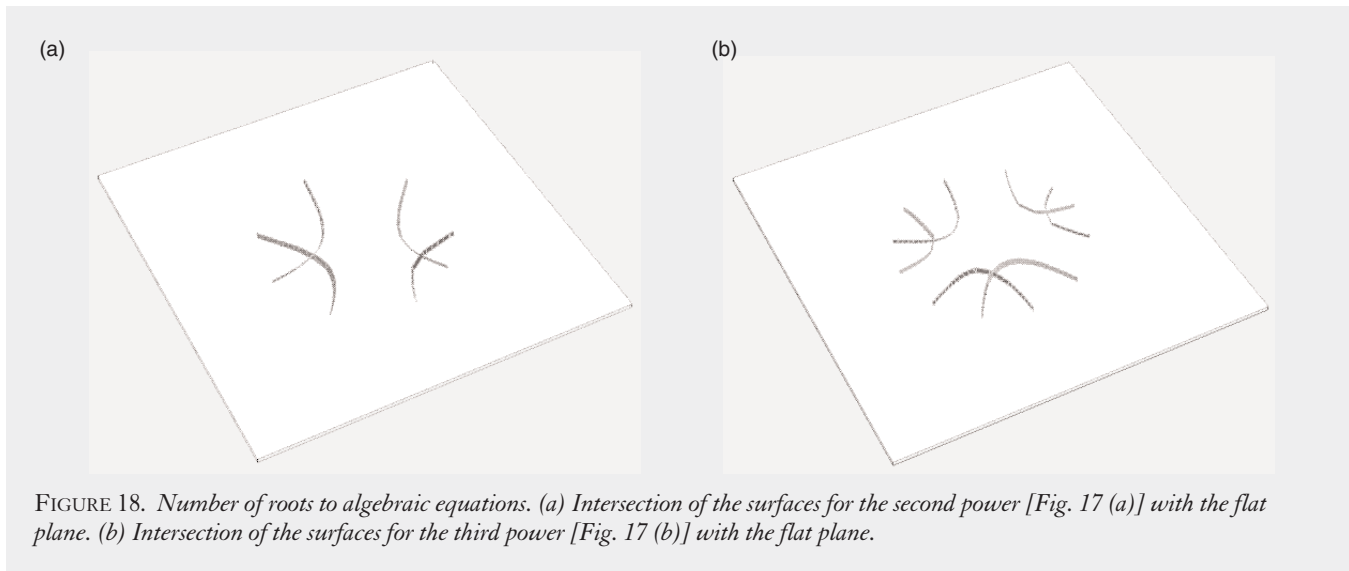 (a)
(b)
FIGURE 18. Number of roots to algebraic equations. (a) Intersection of the surfaces for the second power [Fig. 17 (a)] with the flat
plane. (b) Intersection of the surfaces for the third power [Fig. 17 (b)] with the flat plane.